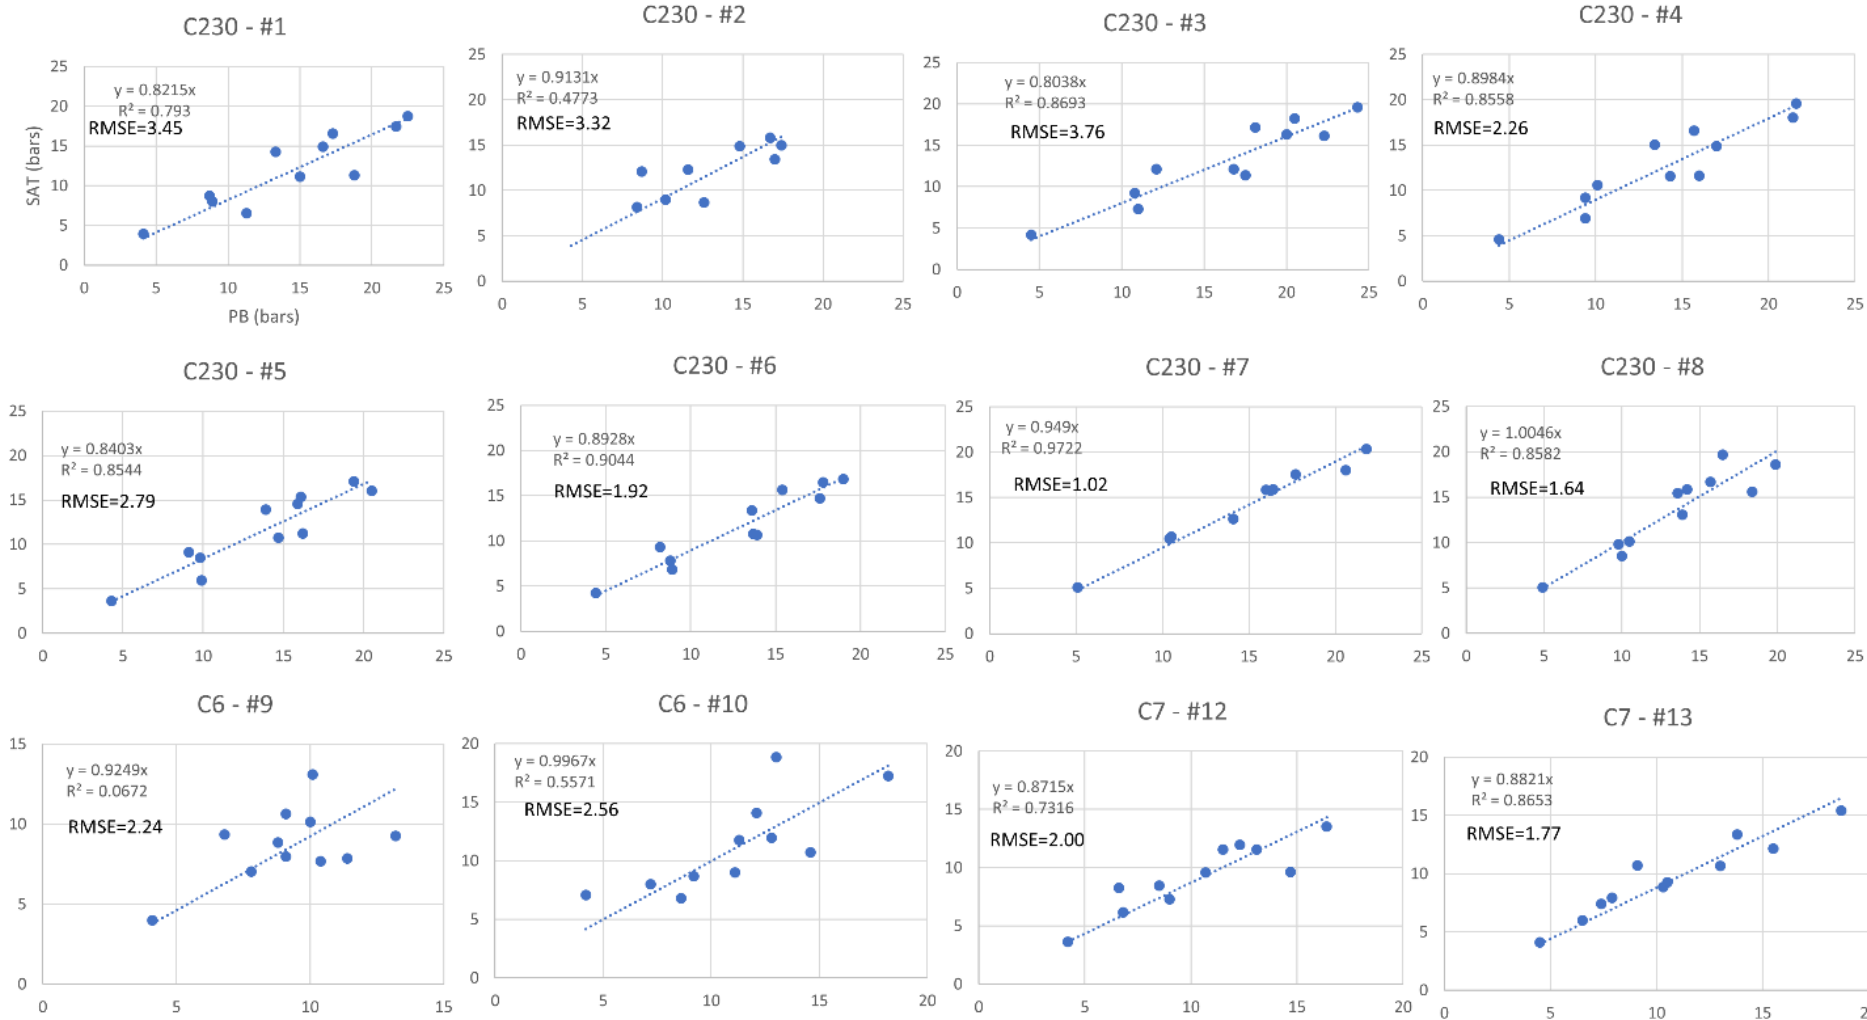 C230 - #1
y = 0.8215x
R² = 0.793
RMSE=3.45
25
20
15
10
5
0
SAT (bars)
0 5 10 15 20 25
PB (bars)
C230 - #2
y = 0.9131x
R² = 0.4773
RMSE=3.32
25
20
15
10
5
0
0 5 10 15 20 25
C230 - #3
y = 0.8038x
R² = 0.8693
RMSE=3.76
25
20
15
10
5
0
0 5 10 15 20 25
C230 - #4
y = 0.8984x
R² = 0.8558
RMSE=2.26
25
20
15
10
5
0
0 5 10 15 20 25
C230 - #5
y = 0.8403x
R² = 0.8544
RMSE=2.79
25
20
15
10
5
0
0 5 10 15 20 25
C230 - #6
y = 0.8928x
R² = 0.9044
RMSE=1.92
25
20
15
10
5
0
0 5 10 15 20 25
C230 - #7
y = 0.949x
R² = 0.9722
RMSE=1.02
25
20
15
10
5
0
0 5 10 15 20 25
C230 - #8
y = 1.0046x
R² = 0.8582
RMSE=1.64
25
20
15
10
5
0
0 5 10 15 20 25
C6 - #9
y = 0.9249x
R² = 0.0672
RMSE=2.24
15
10
5
0
0 5 10 15
C6 - #10
y = 0.9967x
R² = 0.5571
RMSE=2.56
20
15
10
5
0
0 5 10 15 20
C7 - #12
y = 0.8715x
R² = 0.7316
RMSE=2.00
20
15
10
5
0
0 5 10 15 20
C7 - #13
y = 0.8821x
R² = 0.8653
RMSE=1.77
20
15
10
5
0
0 5 10 15